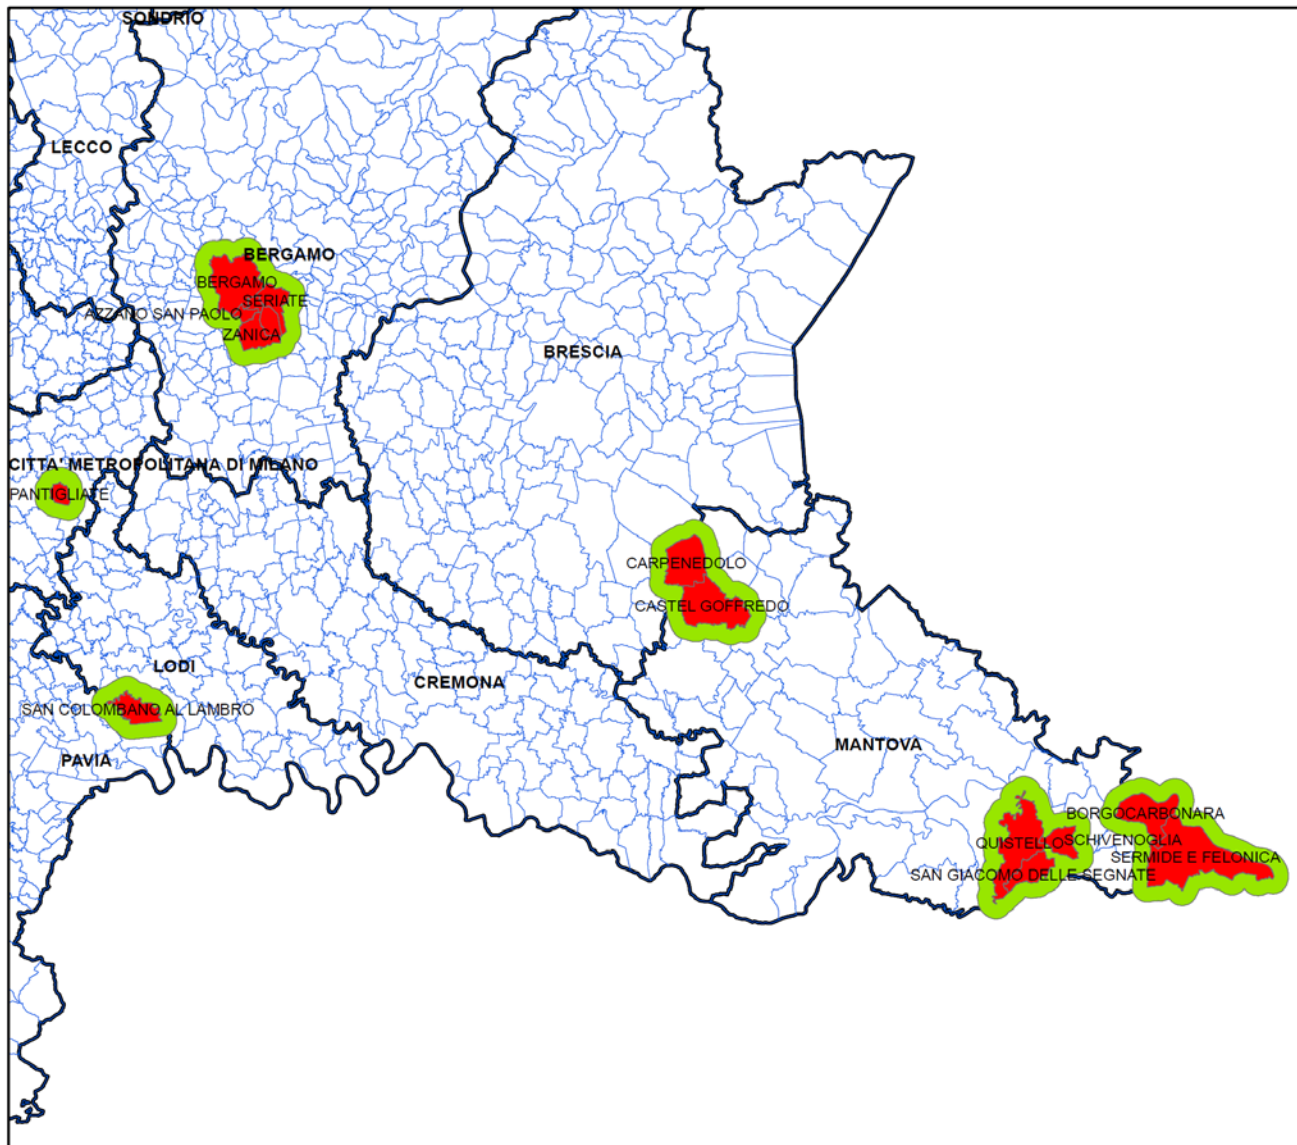 SONDRIO
LECCO
BERGAMO
BERGAMO
SERIATE
AZZANO SAN PAOLO
ZANICA
BRESCIA
CITTA' METROPOLITANA DI MILANO
PANTIGLIATE
CARPENEDOLO
CASTEL GOFFREDO
LODI
CREMONA
SAN COLOMBANO AL LAMBRO
MANTOVA
PAVIA
BORGOCARBONARA
SCHIVENOGLIA
QUISTELLO
SERMIDE E FELONICA
SAN GIACOMO DELLE SEGNATE